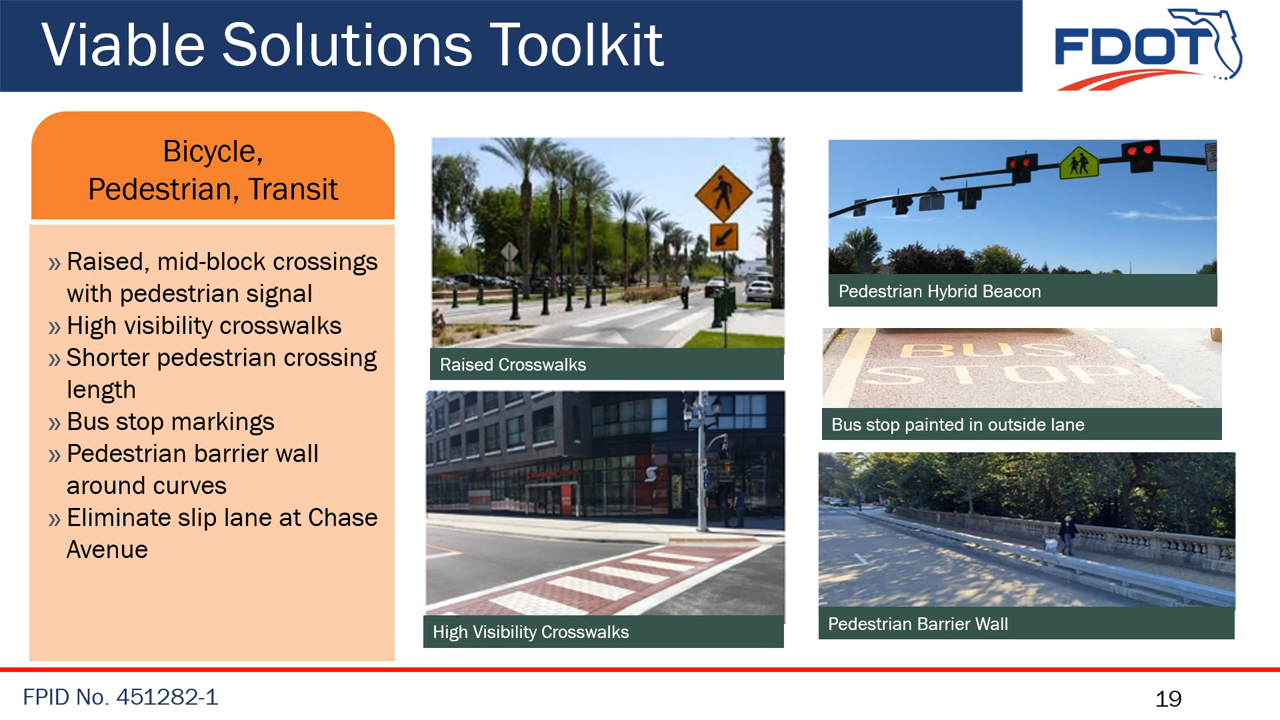 Viable Solutions Toolkit
FDOT
Bicycle,
Pedestrian, Transit
» Raised, mid-block crossings
with pedestrian signal
» High visibility crosswalks
» Shorter pedestrian crossing
length
» Bus stop markings
» Pedestrian barrier wall
around curves
» Eliminate slip lane at Chase
Avenue
Raised Crosswalks
High Visibility Crosswalks
Pedestrian Hybrid Beacon
BUS
STOP
Bus stop painted in outside lane
Pedestrian Barrier Wall
FPID No. 451282-1
19